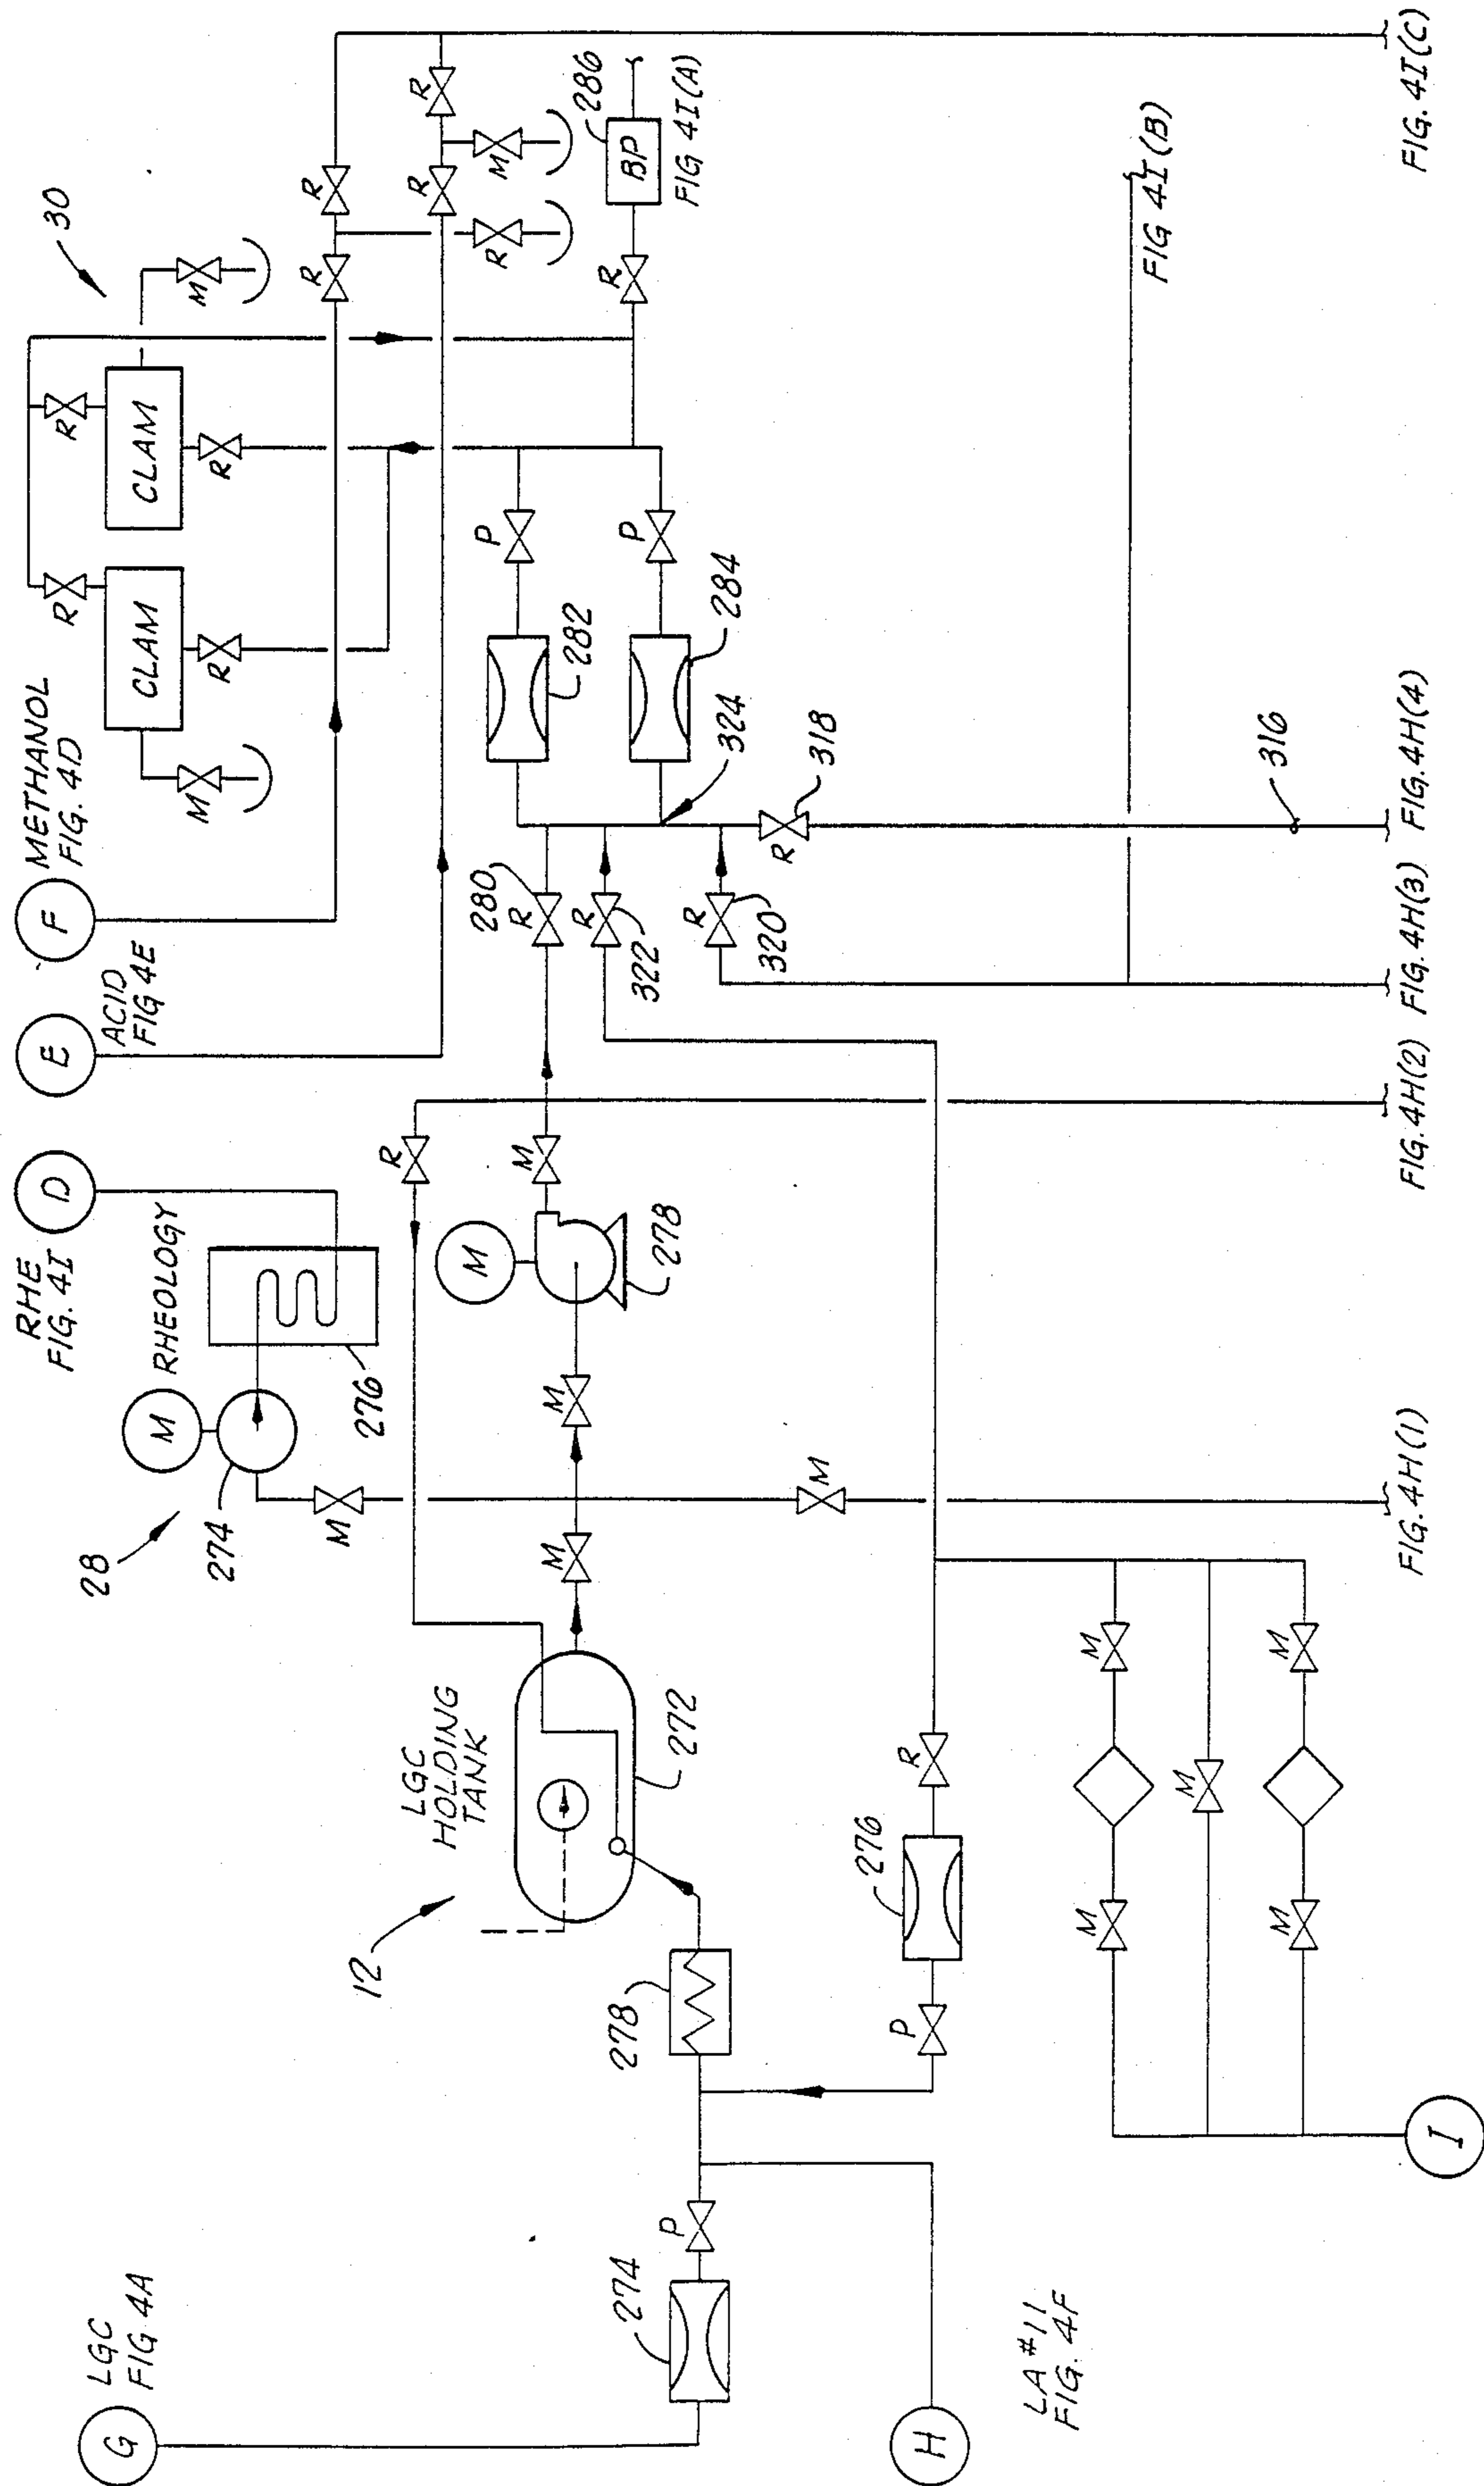 G
LGC
FIG 4A
28
274
M
M
RHEOLOGY
276
RHE
FIG. 4I
D
E
ACID
FIG 4E
F
METHANOL
FIG. 4D
M
CLAM
R
R
CLAM
R
R
M
30
R
R
R
R
R
M
12
LGC
HOLDING
TANK
272
M
M
M
278
M
R
280
R
282
P
274
P
278
R
322
284
P
R
BP
286
FIG 4I(A)
H
LA #11
FIG. 4F
P
276
R
M
R
320
324
R
318
I
M
M
M
M
M
316
FIG 4I(B)
FIG. 4H(1)
FIG. 4H(2)
FIG. 4H(3)
FIG. 4H(4)
FIG. 4I(C)